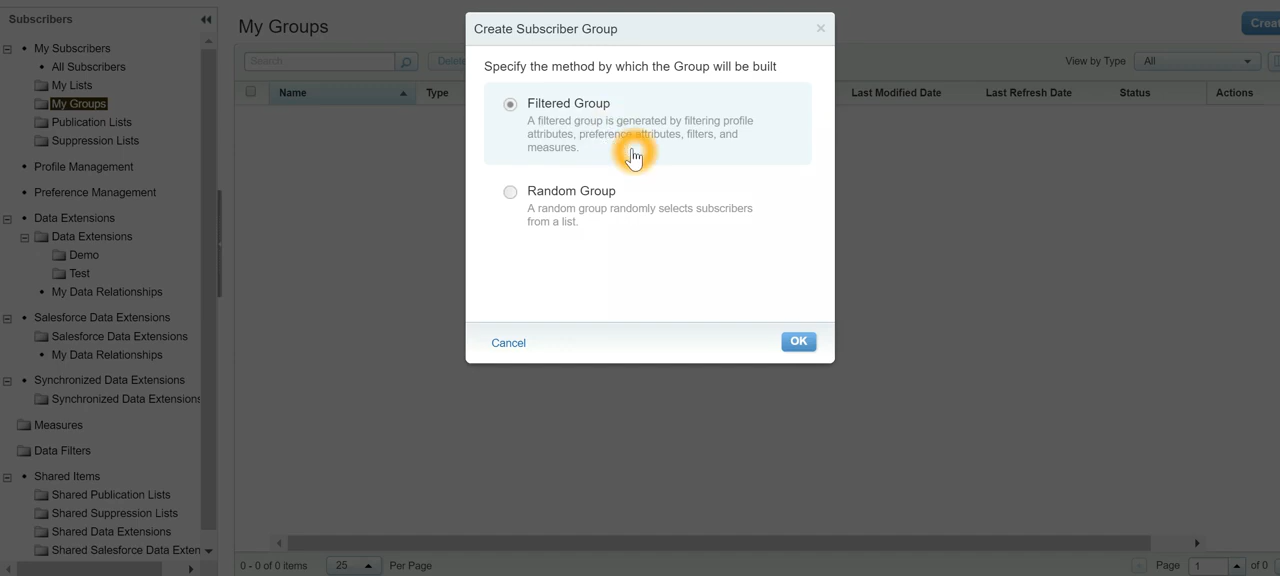 Subscribers
My Subscribers
All Subscribers
My Lists
My Groups
Publication Lists
Suppression Lists
Profile Management
Preference Management
Data Extensions
Data Extensions
Demo
Test
My Data Relationships
Salesforce Data Extensions
Salesforce Data Extensions
My Data Relationships
Synchronized Data Extensions
Synchronized Data Extensions
Measures
Data Filters
Shared Items
Shared Publication Lists
Shared Suppression Lists
Shared Data Extensions
Shared Salesforce Data Exten
My Groups
Creat
Search
Delete
View by Type All
Name Type Last Modified Date Last Refresh Date Status Actions
Create Subscriber Group
Specify the method by which the Group will be built
Filtered Group
A filtered group is generated by filtering profile
attributes, preference attributes, filters, and
measures.
Random Group
A random group randomly selects subscribers
from a list.
Cancel OK
0 - 0 of 0 items 25 Per Page Page 1 of 0